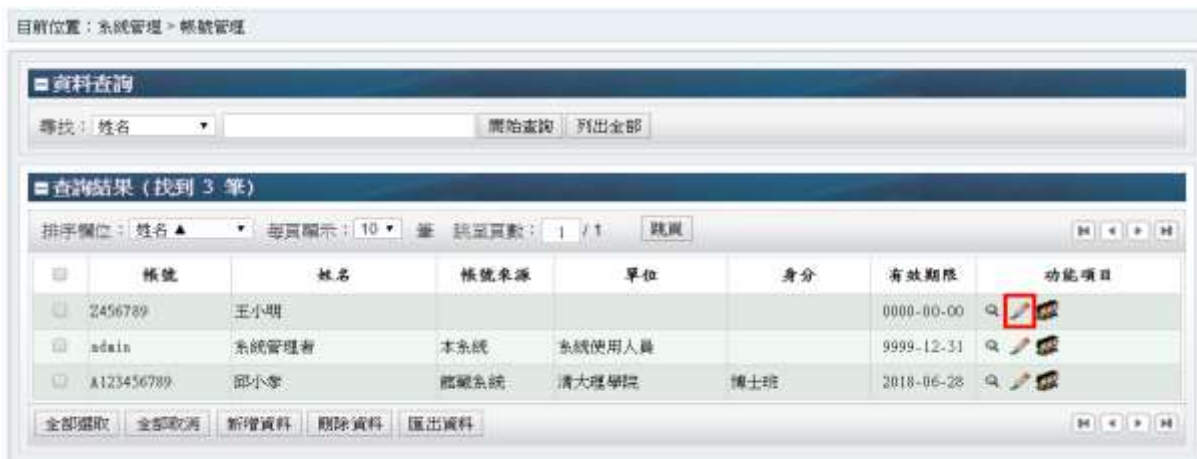 目前位置：系統管理 > 帳號管理
資料查詢
尋找： 姓名 開始查詢 列出全部
查詢結果（找到 3 筆）
排序欄位： 姓名▲ 每頁顯示： 10 筆 跳至頁數： 1 / 1 跳頁
帳號 姓名 帳號來源 單位 身分 有效期限 功能項目
Z456789 王小明 0000-00-00
admin 系統管理者 本系統 系統使用人員 9999-12-31
A123456789 邱小孝 館藏系統 清大理學院 博士班 2018-06-28
全部選取 全部取消 新增資料 刪除資料 匯出資料